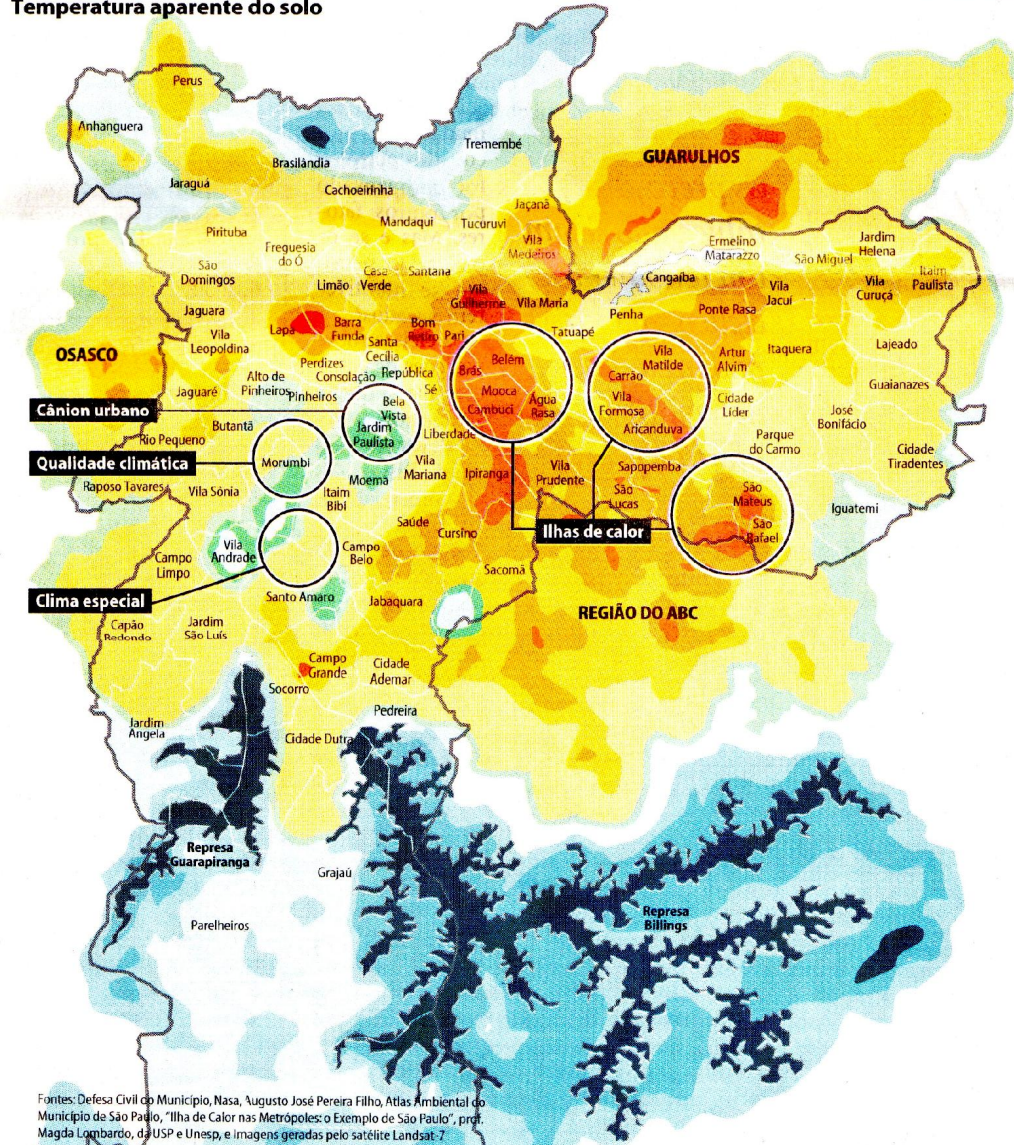 Temperatura aparente do solo
Perus
Anhanguera
Tremembé
Brasilândia
GUARULHOS
Jaraguá
Cachoeirinha
Jaçanã
Mandaqui
Tucuruvi
Pirituba
Vila
Medeiros
Freguesia
do Ó
Ermelino
Matarazzo
Jardim
Helena
São Miguel
São
Domingos
Casa
Verde
Santana
Limão
Cangaíba
Itaim
Paulista
Vila
Guilherme
Vila Maria
Vila
Jacuí
Vila
Curuçá
Jaguara
Penha
Ponte Rasa
Lapa
Barra
Funda
Bom
Retiro
Pari
Tatuapé
Vila
Leopoldina
Santa
Cecília
OSASCO
Belém
Vila
Matilde
Artur
Alvim
Itaquera
Lajeado
Perdizes
Consolação
República
Brás
Carrão
Alto de
Pinheiros
Pinheiros
Sé
Mooca
Água
Rasa
Vila
Formosa
Cidade
Líder
Guaianazes
Jaguaré
Bela
Vista
Cambuci
José
Bonifácio
Cânion urbano
Butantã
Jardim
Paulista
Liberdade
Aricanduva
Rio Pequeno
Parque
do Carmo
Cidade
Tiradentes
Qualidade climática
Morumbi
Moema
Vila
Mariana
Ipiranga
Vila
Prudente
Sapopemba
Raposo Tavares
Vila Sônia
Itaim
Bibi
São
Lucas
São
Mateus
Iguatemi
Saúde
Cursino
Ilhas de calor
São
Rafael
Vila
Andrade
Campo
Belo
Campo
Limpo
Sacomã
Clima especial
Santo Amaro
Jabaquara
REGIÃO DO ABC
Capão
Redondo
Jardim
São Luís
Campo
Grande
Cidade
Ademar
Socorro
Pedreira
Jardim
Angela
Cidade Dutra
Represa
Guarapiranga
Grajaú
Parelheiros
Represa
Billings
Fontes: Defesa Civil do Município, Nasa, Augusto José Pereira Filho, Atlas Ambiental do
Município de São Paulo, "Ilha de Calor nas Metrópoles: o Exemplo de São Paulo", prof.
Magda Lombardo, da USP e Unesp, e imagens geradas pelo satélite Landsat-7